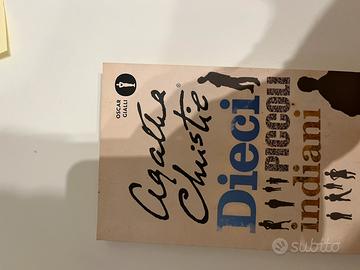 OSCAR
GIALLI
Agatha
Christie®
Dieci
PICCOLI
indiani
subito